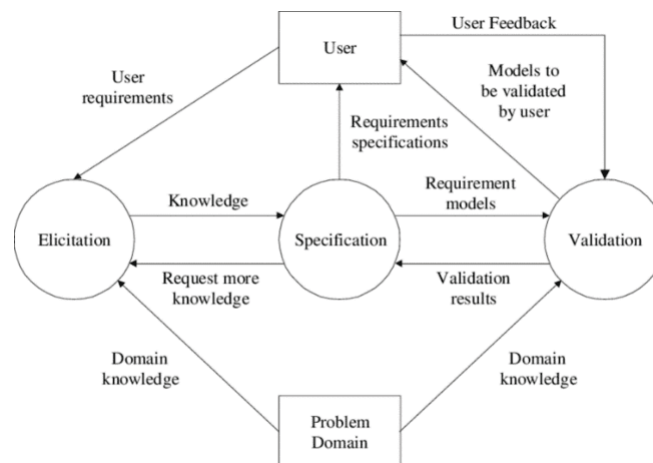 User
User Feedback
User
requirements
Models to
be validated
by user
Requirements
specifications
Elicitation
Knowledge
Specification
Requirement
models
Validation
Request more
knowledge
Validation
results
Domain
knowledge
Domain
knowledge
Problem
Domain